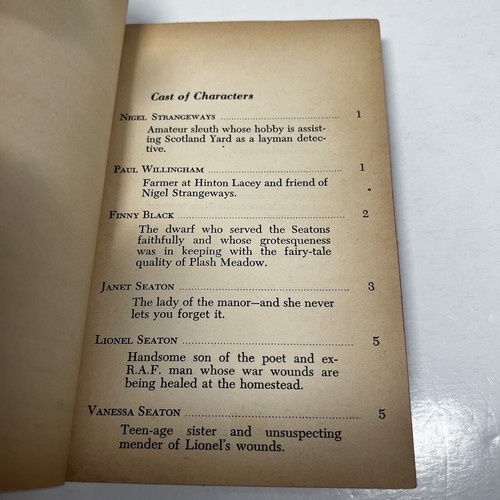 Cast of Characters
NIGEL STRANGEWAYS ........................ 1
Amateur sleuth whose hobby is assist-
ing Scotland Yard as a layman detec-
tive.
PAUL WILLINGHAM ........................ 1
Farmer at Hinton Lacey and friend of
Nigel Strangeways.
FINNY BLACK ........................ 2
The dwarf who served the Seatons
faithfully and whose grotesqueness
was in keeping with the fairy-tale
quality of Plash Meadow.
JANET SEATON ........................ 3
The lady of the manor—and she never
lets you forget it.
LIONEL SEATON ........................ 5
Handsome son of the poet and ex-
R.A.F. man whose war wounds are
being healed at the homestead.
VANESSA SEATON ........................ 5
Teen-age sister and unsuspecting
mender of Lionel's wounds.